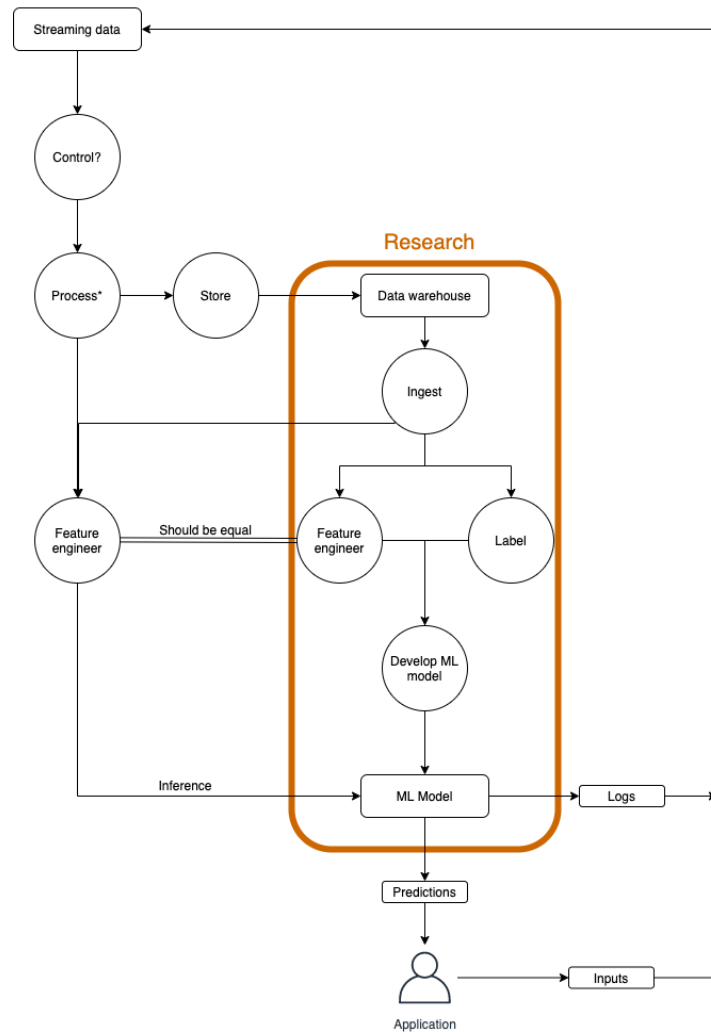 Streaming data
Control?
Research
Process*
Store
Data warehouse
Ingest
Feature
engineer
Should be equal
Feature
engineer
Label
Develop ML
model
Inference
ML Model
Logs
Predictions
Inputs
Application